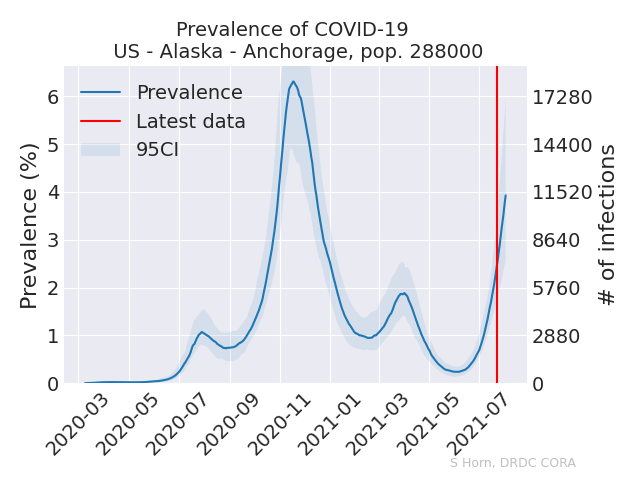 Prevalence of COVID-19
US - Alaska - Anchorage, pop. 288000
Prevalence
Latest data
95CI
Prevalence (%)
6
5
4
3
2
1
0
17280
14400
11520
8640
5760
2880
0
# of infections
2020-03
2020-05
2020-07
2020-09
2020-11
2021-01
2021-03
2021-05
2021-07
S Horn, DRDC CORA